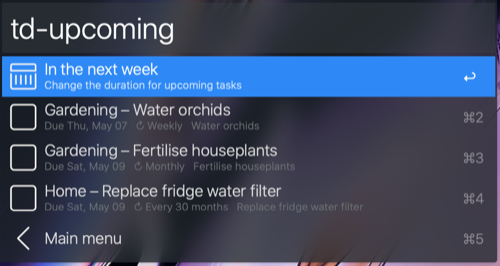 td-upcoming
In the next week
Change the duration for upcoming tasks
Gardening – Water orchids
Due Thu, May 07 Weekly Water orchids
⌘2
Gardening – Fertilise houseplants
Due Sat, May 09 Monthly Fertilise houseplants
⌘3
Home – Replace fridge water filter
Due Sat, May 09 Every 30 months Replace fridge water filter
⌘4
Main menu
⌘5